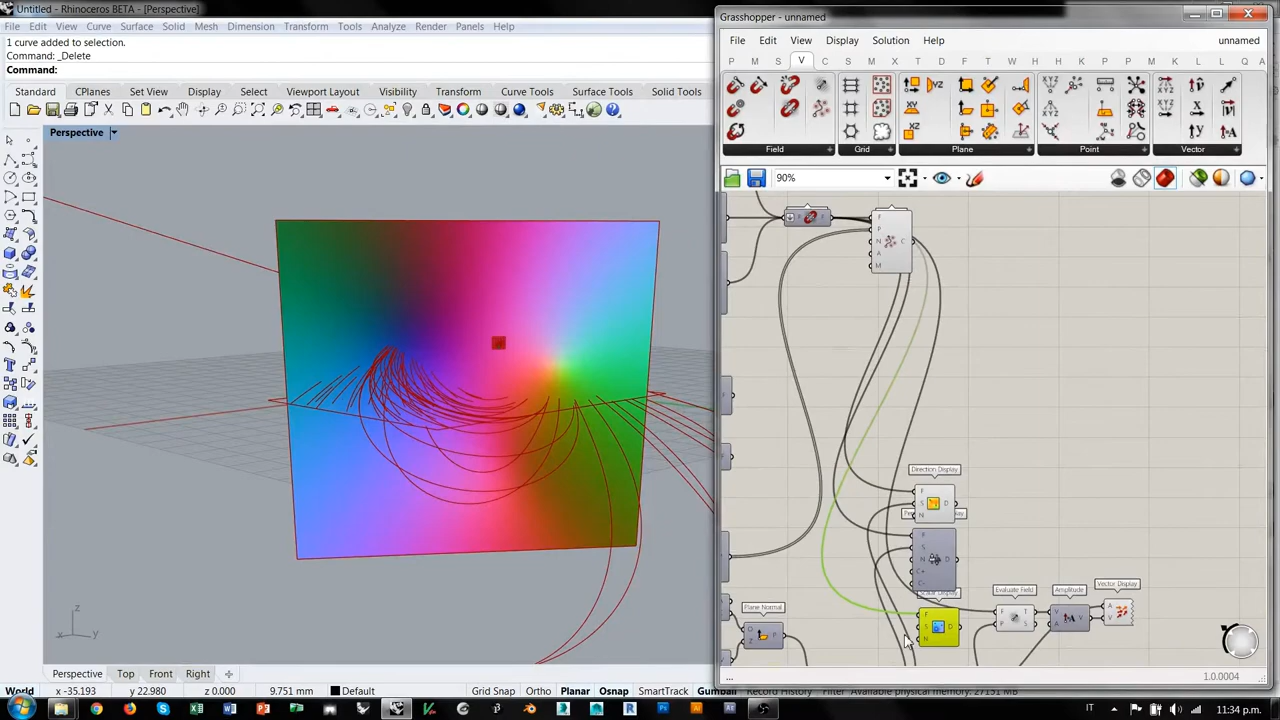 Untitled - Rhinoceros BETA - [Perspective]
File Edit View Curve Surface Solid Mesh Dimension Transform Tools Analyze Render Panels Help
1 curve added to selection.
Command: _Delete
Command:
Standard CPlanes Set View Display Select Viewport Layout Visibility Transform Curve Tools Surface Tools Solid Tools
Perspective
z
x
y
Perspective Top Front Right
World x -35.193 y 22.980 z 0.000 9.751 mm Default Grid Snap Ortho Planar Osnap SmartTrack Gumball Record History Filter Available physical memory: 27151 MB
Grasshopper - unnamed
File Edit View Display Solution Help unnamed
P M S V C S M X T D W M K H E L L L A
Field Grid Plane Point Vector
90%
F
P
N
A
M
C
Direction Display
F
S
N
D
F
S
N
C+
C-
D
Plane Normal
O
Z
P
F
S
N
D
Evaluate Field
F
P
T
S
Amplitude
V
A
V
Vector Display
A
V
...
1.0.0004
IT 11:34 p.m.